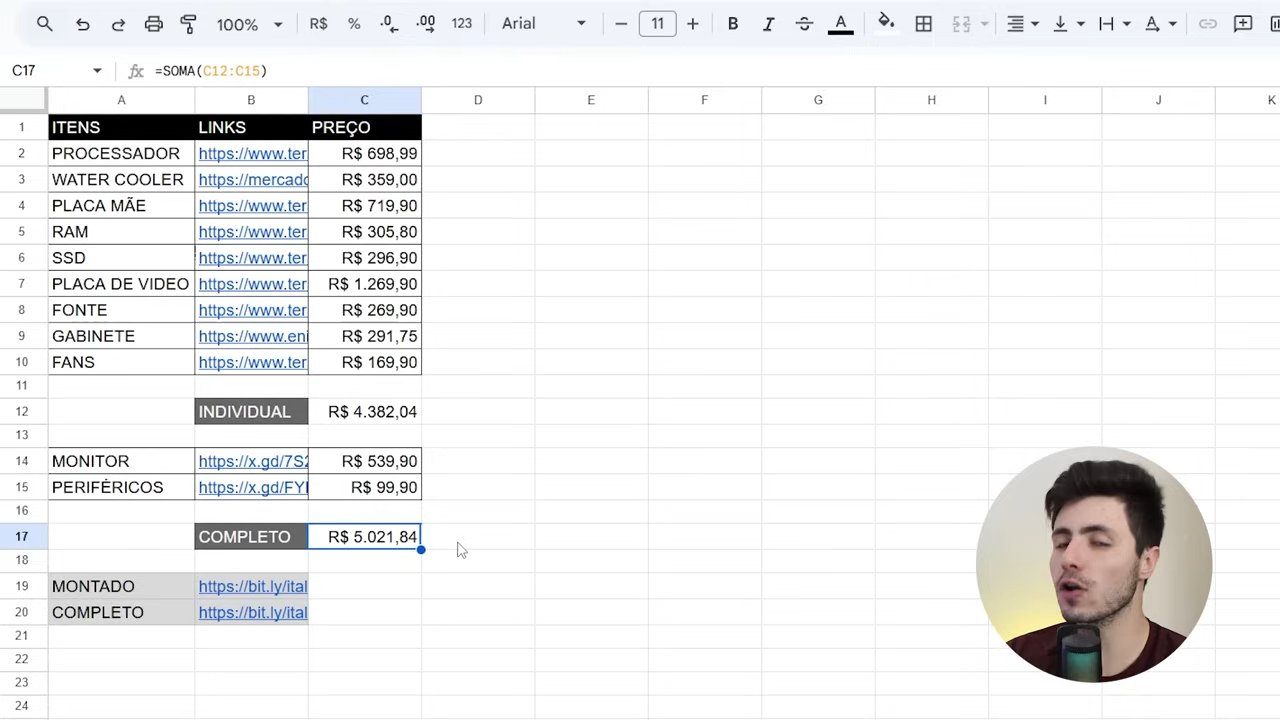 100% R$ % .0 .00 123 Arial 11 B I A A
C17 fx =SOMA(C12:C15)
A B C D E F G H I J K
1 ITENS LINKS PREÇO
2 PROCESSADOR https://www.ter R$ 698,99
3 WATER COOLER https://mercado R$ 359,00
4 PLACA MÃE https://www.ter R$ 719,90
5 RAM https://www.ter R$ 305,80
6 SSD https://www.ter R$ 296,90
7 PLACA DE VIDEO https://www.ter R$ 1.269,90
8 FONTE https://www.ter R$ 269,90
9 GABINETE https://www.eni R$ 291,75
10 FANS https://www.ter R$ 169,90
11
12 INDIVIDUAL R$ 4.382,04
13
14 MONITOR https://x.gd/7S2 R$ 539,90
15 PERIFÉRICOS https://x.gd/FYI R$ 99,90
16
17 COMPLETO R$ 5.021,84
18
19 MONTADO https://bit.ly/ital
20 COMPLETO https://bit.ly/ital
21
22
23
24